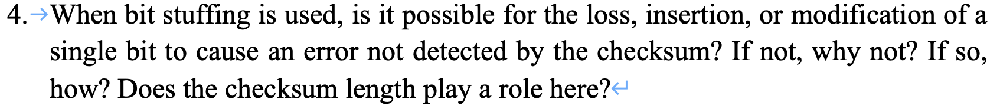 4.→When bit stuffing is used, is it possible for the loss, insertion, or modification of a
single bit to cause an error not detected by the checksum? If not, why not? If so,
how? Does the checksum length play a role here?↵